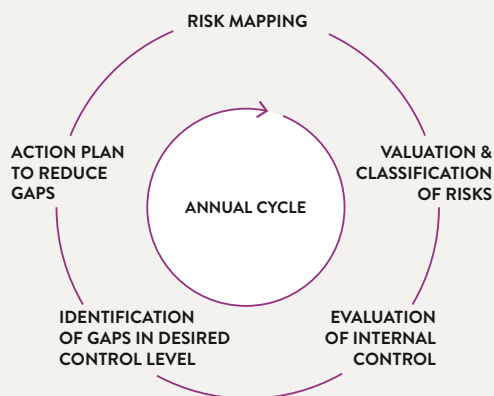 RISK MAPPING
VALUATION &
CLASSIFICATION
OF RISKS
EVALUATION
OF INTERNAL
CONTROL
IDENTIFICATION
OF GAPS IN DESIRED
CONTROL LEVEL
ACTION PLAN
TO REDUCE
GAPS
ANNUAL CYCLE